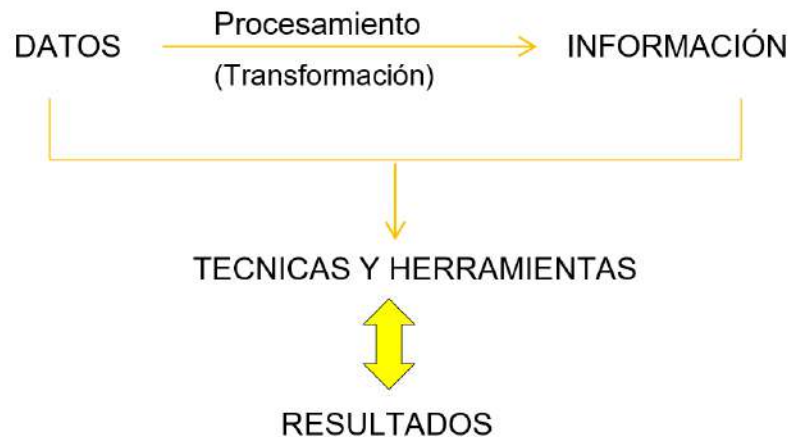 Procesamiento
DATOS
INFORMACIÓN
(Transformación)
TECNICAS Y HERRAMIENTAS
RESULTADOS